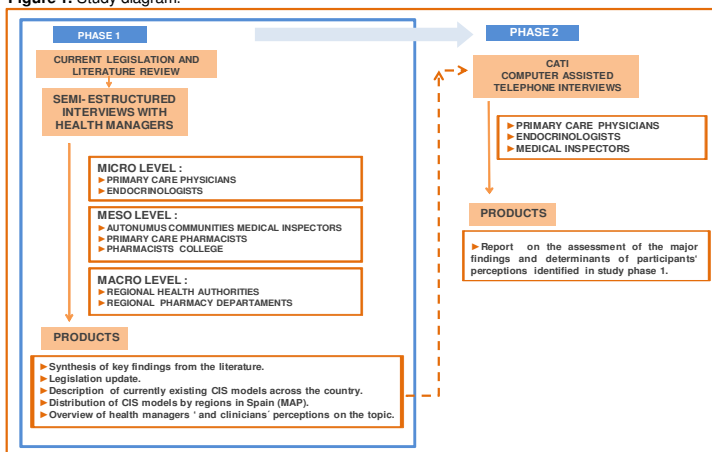 Figure 1. Study diagram.
PHASE 1
CURRENT LEGISLATION AND
LITERATURE REVIEW
SEMI- ESTRUCTURED
INTERVIEWS WITH
HEALTH MANAGERS
MICRO LEVEL :
►PRIMARY CARE PHYSICIANS
►ENDOCRINOLOGISTS
MESO LEVEL :
►AUTONUMUS COMMUNITIES MEDICAL INSPECTORS
►PRIMARY CARE PHARMACISTS
►PHARMACISTS COLLEGE
MACRO LEVEL :
►REGIONAL HEALTH AUTHORITIES
►REGIONAL PHARMACY DEPARTAMENTS
PRODUCTS
►Synthesis of key findings from the literature.
►Legislation update.
►Description of currently existing CIS models across the country.
►Distribution of CIS models by regions in Spain (MAP).
►Overview of health managers ' and clinicians´ perceptions on the topic.
PHASE 2
CATI
COMPUTER ASSISTED
TELEPHONE INTERVIEWS
►PRIMARY CARE PHYSICIANS
►ENDOCRINOLOGISTS
►MEDICAL INSPECTORS
PRODUCTS
►Report on the assessment of the major
findings and determinants of participants'
perceptions identified in study phase 1.